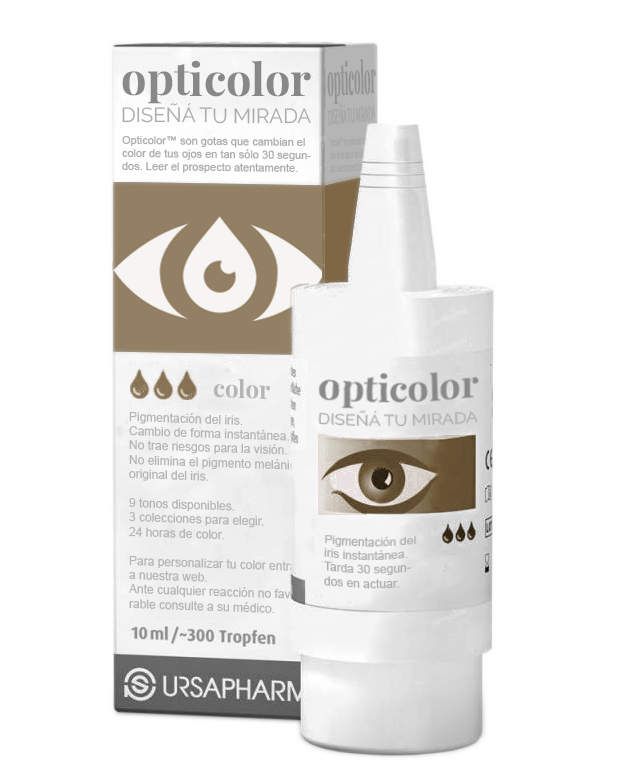 opticolor
DISEÑÁ TU MIRADA
Opticolor™ son gotas que cambian el
color de tus ojos en tan sólo 30 segun-
dos. Leer el prospecto atentamente.
color
Pigmentación del iris.
Cambio de forma instantánea.
No trae riesgos para la visión.
No elimina el pigmento meláni
original del iris.
9 tonos disponibles.
3 colecciones para elegir.
24 horas de color.
Para personalizar tu color entr
a nuestra web.
Ante cualquier reacción no fav
rable consulte a su médico.
10 ml /~300 Tropfen
URSAPHARM
opticolor
opticolor
DISEÑÁ TU MIRADA
Pigmentación del
iris instantánea.
Tarda 30 segun-
dos en actuar.
CE